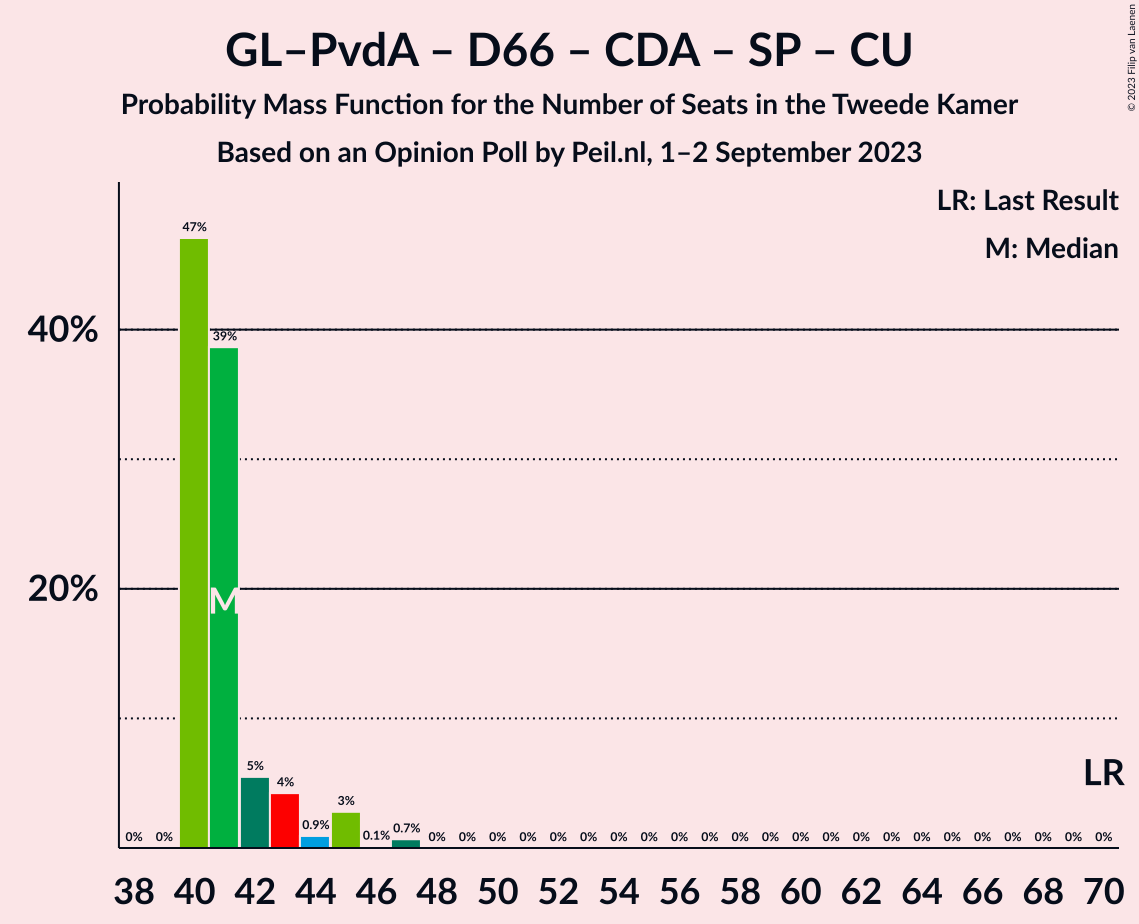 GL–PvdA – D66 – CDA – SP – CU
Probability Mass Function for the Number of Seats in the Tweede Kamer
Based on an Opinion Poll by Peil.nl, 1–2 September 2023
© 2023 Filip van Laenen
LR: Last Result
M: Median
40%
20%
0% 0% 47% 39% 5% 4% 0.9% 3% 0.1% 0.7% 0% 0% 0% 0% 0% 0% 0% 0% 0% 0% 0% 0% 0% 0% 0% 0% 0% 0% 0% 0% 0% 0% 0%
M
LR
38 40 42 44 46 48 50 52 54 56 58 60 62 64 66 68 70